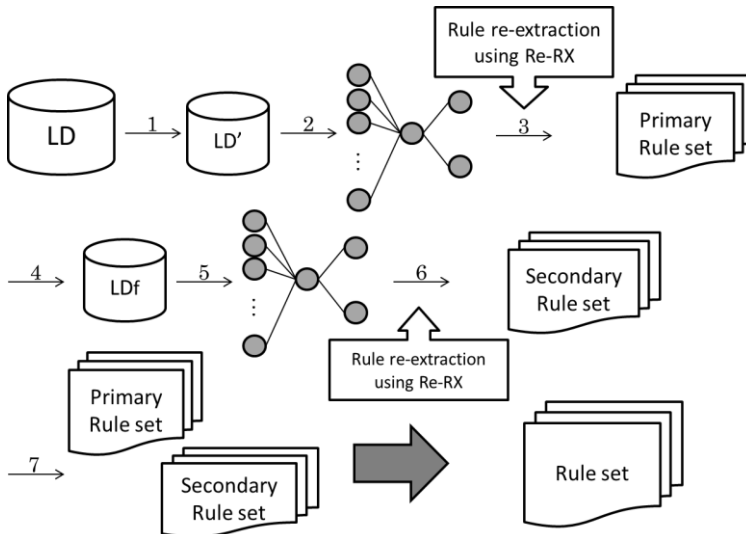 Rule re-extraction
using Re-RX
LD
1
LD'
2
3
Primary
Rule set
4
LDf
5
6
Secondary
Rule set
Rule re-extraction
using Re-RX
Primary
Rule set
7
Secondary
Rule set
Rule set